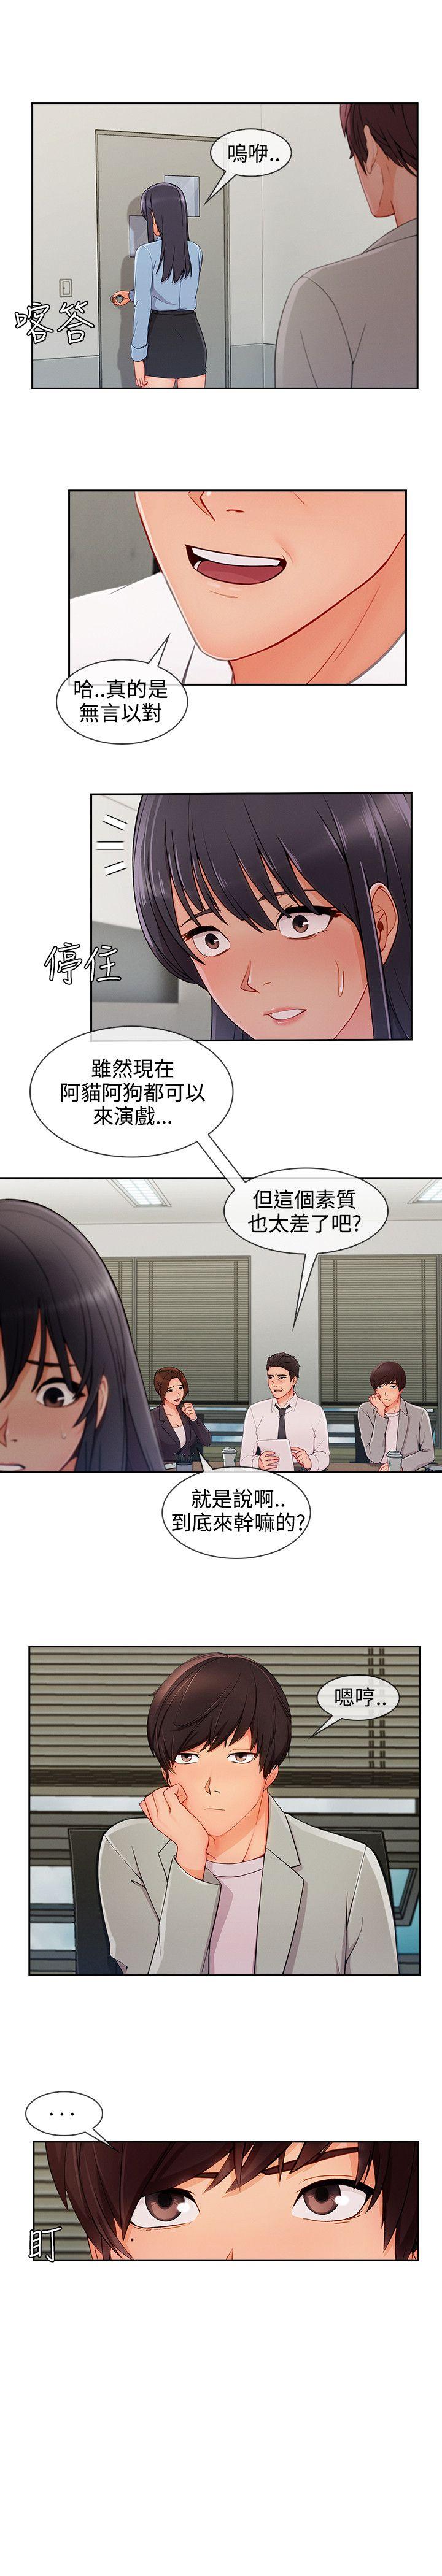 嗚咿..
喀答
哈..真的是
無言以對
停住
雖然現在
阿貓阿狗都可以
來演戲...
但這個素質
也太差了吧?
就是說啊..
到底來幹嘛的?
嗯哼..
...
盯